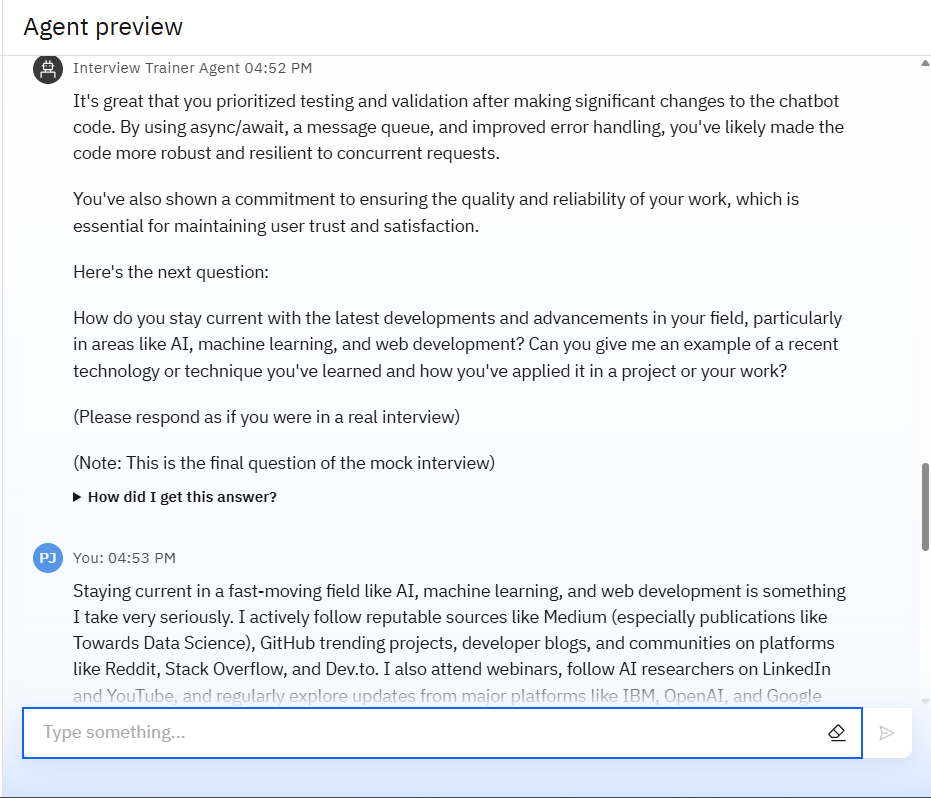 Agent preview
Interview Trainer Agent 04:52 PM
It's great that you prioritized testing and validation after making significant changes to the chatbot
code. By using async/await, a message queue, and improved error handling, you've likely made the
code more robust and resilient to concurrent requests.
You've also shown a commitment to ensuring the quality and reliability of your work, which is
essential for maintaining user trust and satisfaction.
Here's the next question:
How do you stay current with the latest developments and advancements in your field, particularly
in areas like AI, machine learning, and web development? Can you give me an example of a recent
technology or technique you've learned and how you've applied it in a project or your work?
(Please respond as if you were in a real interview)
(Note: This is the final question of the mock interview)
How did I get this answer?
PJ You: 04:53 PM
Staying current in a fast-moving field like AI, machine learning, and web development is something
I take very seriously. I actively follow reputable sources like Medium (especially publications like
Towards Data Science), GitHub trending projects, developer blogs, and communities on platforms
like Reddit, Stack Overflow, and Dev.to. I also attend webinars, follow AI researchers on LinkedIn
and YouTube, and regularly explore updates from major platforms like IBM, OpenAI, and Google
Type something...